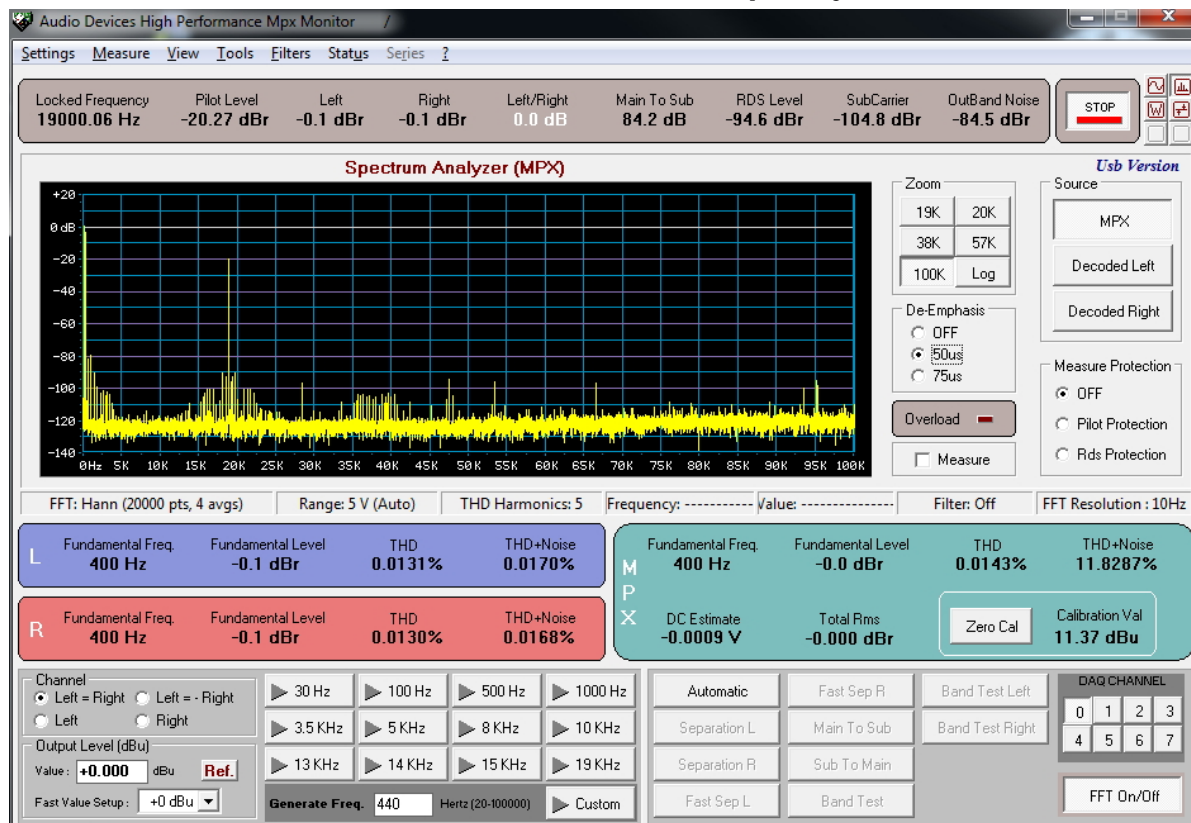 Audio Devices High Performance Mpx Monitor /
Settings Measure View Tools Filters Status Series ?
Locked Frequency Pilot Level Left Right Left/Right Main To Sub RDS Level SubCarrier OutBand Noise
19000.06 Hz -20.27 dBr -0.1 dBr -0.1 dBr 0.0 dB 84.2 dB -94.6 dBr -104.8 dBr -84.5 dBr
STOP
Spectrum Analyzer (MPX)
Usb Version
+20
0 dB
-20
-40
-60
-80
-100
-120
-140
0Hz 5K 10K 15K 20K 25K 30K 35K 40K 45K 50K 55K 60K 65K 70K 75K 80K 85K 90K 95K 100K
Zoom
19K 20K
38K 57K
100K Log
De-Emphasis
OFF
50us
75us
Overload
Measure
Source
MPX
Decoded Left
Decoded Right
Measure Protection
OFF
Pilot Protection
Rds Protection
FFT: Hann (20000 pts, 4 avgs) Range: 5 V (Auto) THD Harmonics: 5 Frequency: ----------- Value: --------------- Filter: Off FFT Resolution : 10Hz
L
Fundamental Freq. Fundamental Level THD THD+Noise
400 Hz -0.1 dBr 0.0131% 0.0170%
R
Fundamental Freq. Fundamental Level THD THD+Noise
400 Hz -0.1 dBr 0.0130% 0.0168%
MPX
Fundamental Freq. Fundamental Level THD THD+Noise
400 Hz -0.0 dBr 0.0143% 11.8287%
DC Estimate Total Rms Zero Cal Calibration Val
-0.0009 V -0.000 dBr 11.37 dBu
Channel
Left = Right Left = - Right
Left Right
Output Level (dBu)
Value : +0.000 dBu Ref.
Fast Value Setup : +0 dBu
30 Hz 100 Hz 500 Hz 1000 Hz
3.5 KHz 5 KHz 8 KHz 10 KHz
13 KHz 14 KHz 15 KHz 19 KHz
Generate Freq. 440 Hertz (20-100000) Custom
Automatic Fast Sep R Band Test Left
Separation L Main To Sub Band Test Right
Separation R Sub To Main
Fast Sep L Band Test
DAQ CHANNEL
0 1 2 3
4 5 6 7
FFT On/Off